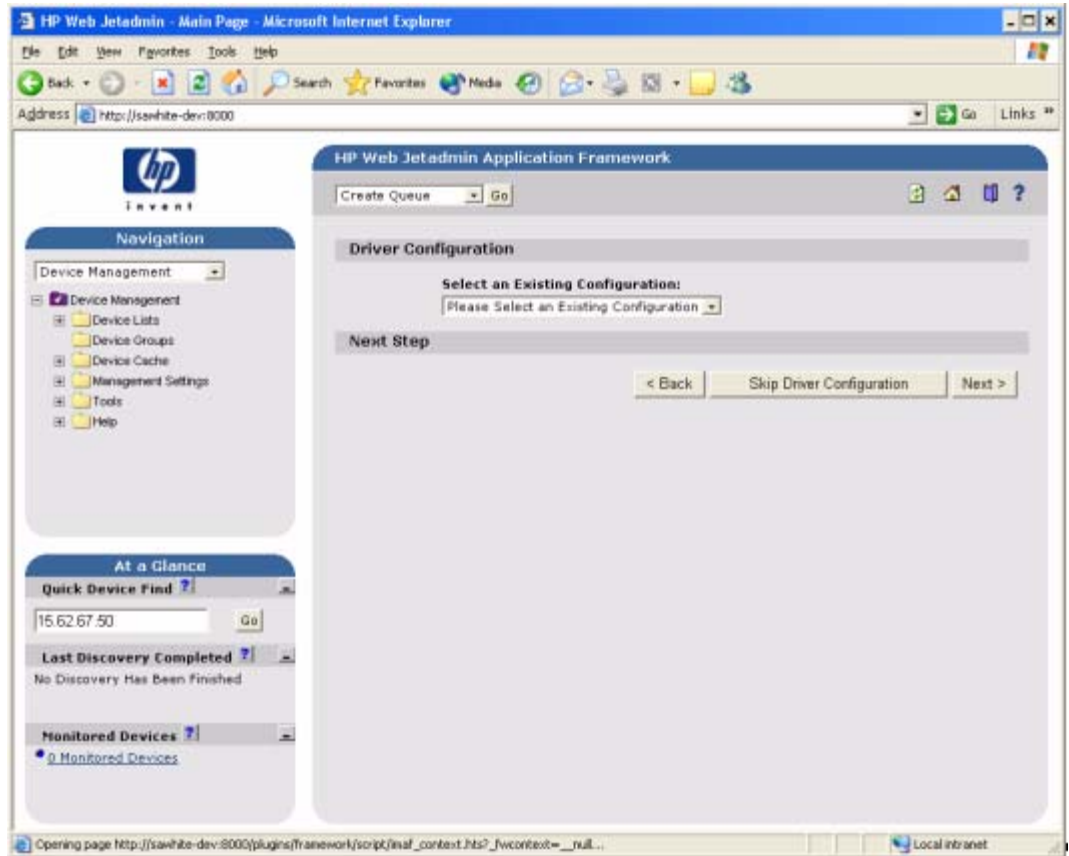 HP Web Jetadmin - Main Page - Microsoft Internet Explorer
File Edit View Favorites Tools Help
Back Search Favorites Media
Address http://sawhite-dev:8000 Go Links »
hp
invent
HP Web Jetadmin Application Framework
Create Queue Go ?
Navigation
Device Management
Device Management
Device Lists
Device Groups
Device Cache
Management Settings
Tools
Help
Driver Configuration
Select an Existing Configuration:
Please Select an Existing Configuration
Next Step
< Back Skip Driver Configuration Next >
At a Glance
Quick Device Find ?
15.62.67.50 Go
Last Discovery Completed ?
No Discovery Has Been Finished
Monitored Devices ?
0 Monitored Devices
Opening page http://sawhite-dev:8000/plugins/framework/script/imaf_context.hts?_fwcontext=__null... Local intranet